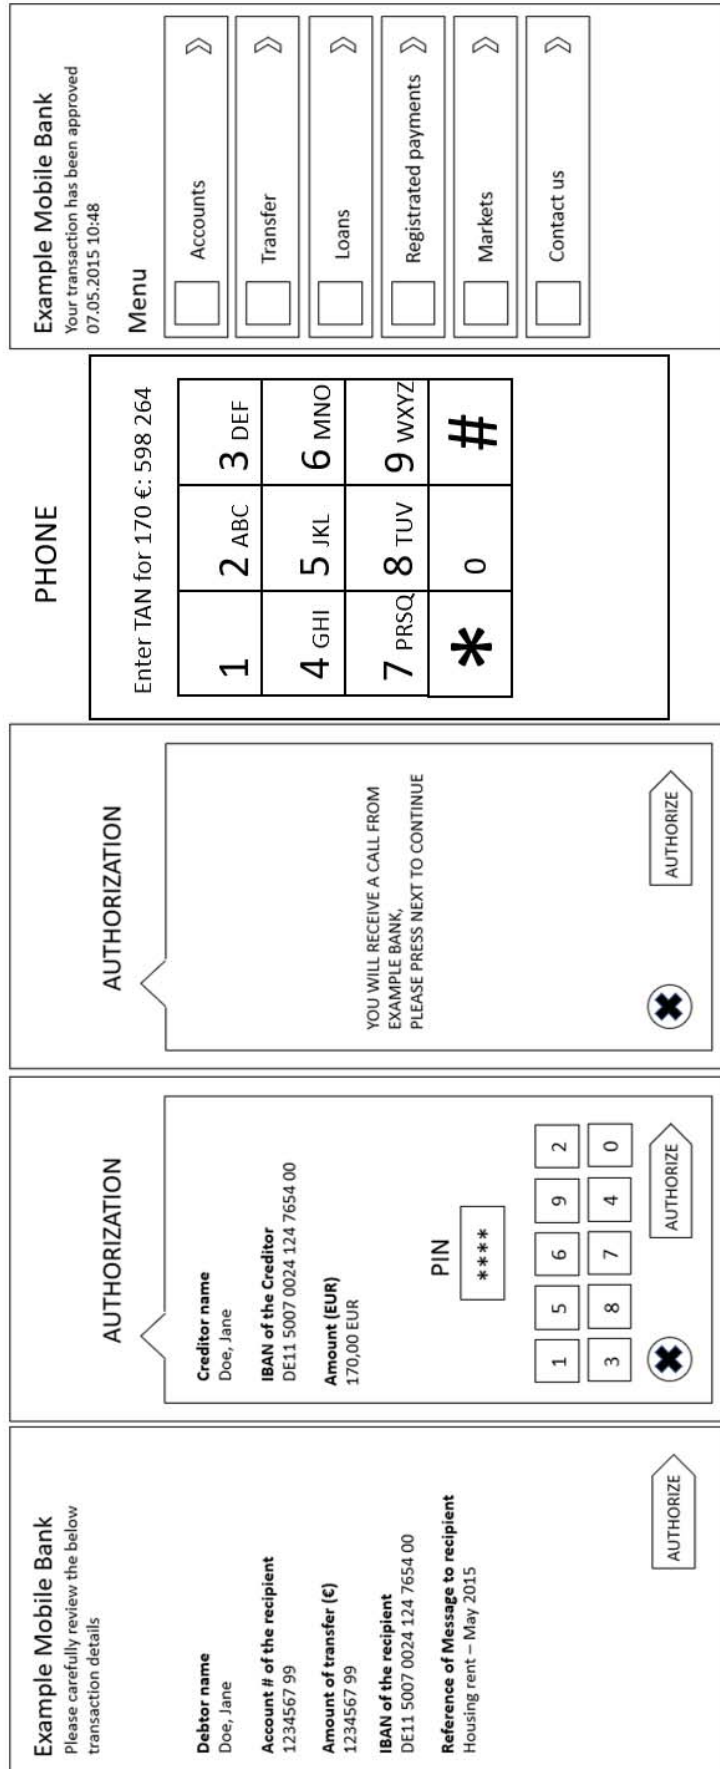 Example Mobile Bank
Please carefully review the below
transaction details
Debtor name
Doe, Jane
Account # of the recipient
1234567 99
Amount of transfer (€)
1234567 99
IBAN of the recipient
DE11 5007 0024 124 7654 00
Reference of Message to recipient
Housing rent – May 2015
AUTHORIZE
AUTHORIZATION
Creditor name
Doe, Jane
IBAN of the Creditor
DE11 5007 0024 124 7654 00
Amount (EUR)
170,00 EUR
PIN
****
1 5 6 9 2
3 8 7 4 0
AUTHORIZE
AUTHORIZATION
YOU WILL RECEIVE A CALL FROM
EXAMPLE BANK,
PLEASE PRESS NEXT TO CONTINUE
AUTHORIZE
PHONE
Enter TAN for 170 €: 598 264
1 2 ABC 3 DEF
4 GHI 5 JKL 6 MNO
7 PRSQ 8 TUV 9 WXYZ
* 0 #
Example Mobile Bank
Your transaction has been approved
07.05.2015 10:48
Menu
Accounts
Transfer
Loans
Registrated payments
Markets
Contact us